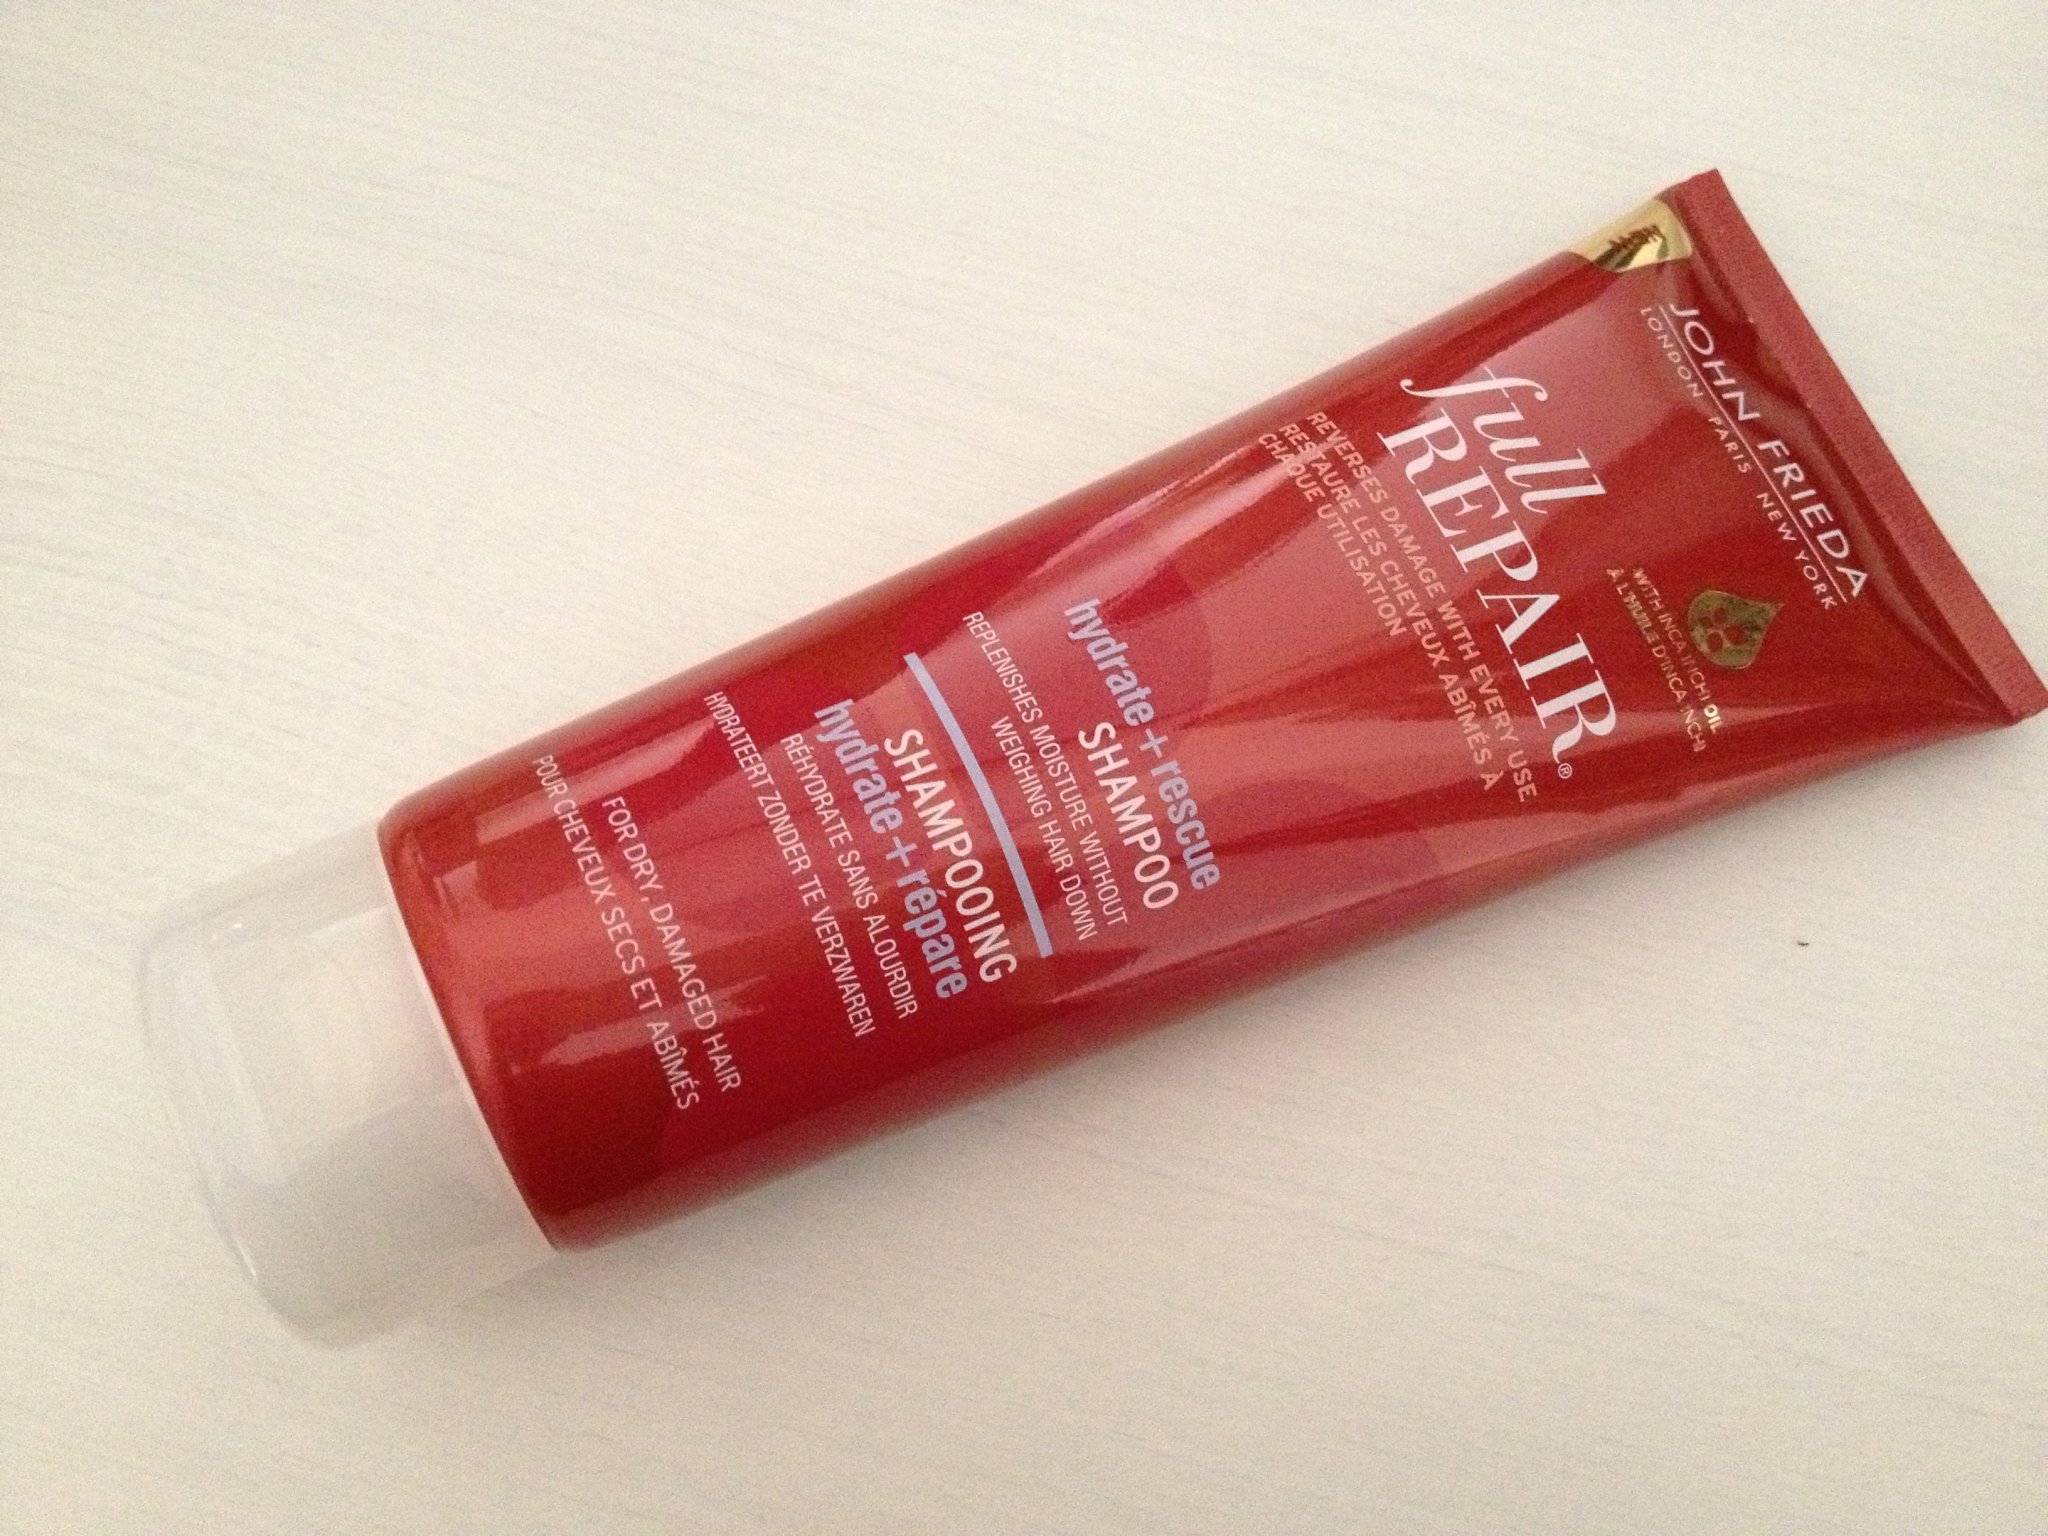 JOHN FRIEDA
LONDON PARIS NEW YORK
WITH INCA INCHI OIL
À L'HUILE D'INCA INCHI
full
REPAIR®
REVERSES DAMAGE WITH EVERY USE
RESTAURE LES CHEVEUX ABÎMÉS À
CHAQUE UTILISATION
hydrate + rescue
SHAMPOO
REPLENISHES MOISTURE WITHOUT
WEIGHING HAIR DOWN
SHAMPOOING
hydrate + répare
RÉHYDRATE SANS ALOURDIR
HYDRATEERT ZONDER TE VERZWAREN
FOR DRY, DAMAGED HAIR
POUR CHEVEUX SECS ET ABÎMÉS